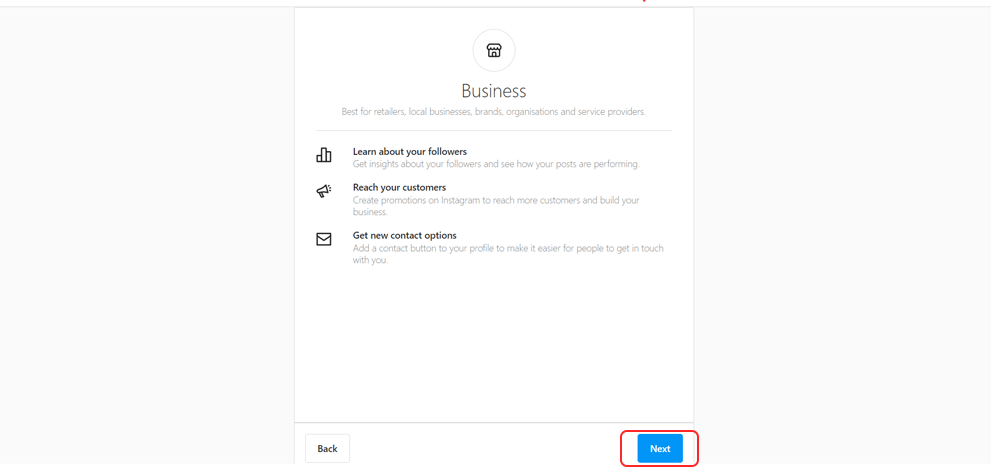 Business
Best for retailers, local businesses, brands, organisations and service providers.
Learn about your followers
Get insights about your followers and see how your posts are performing.
Reach your customers
Create promotions on Instagram to reach more customers and build your
business.
Get new contact options
Add a contact button to your profile to make it easier for people to get in touch
with you.
Back
Next